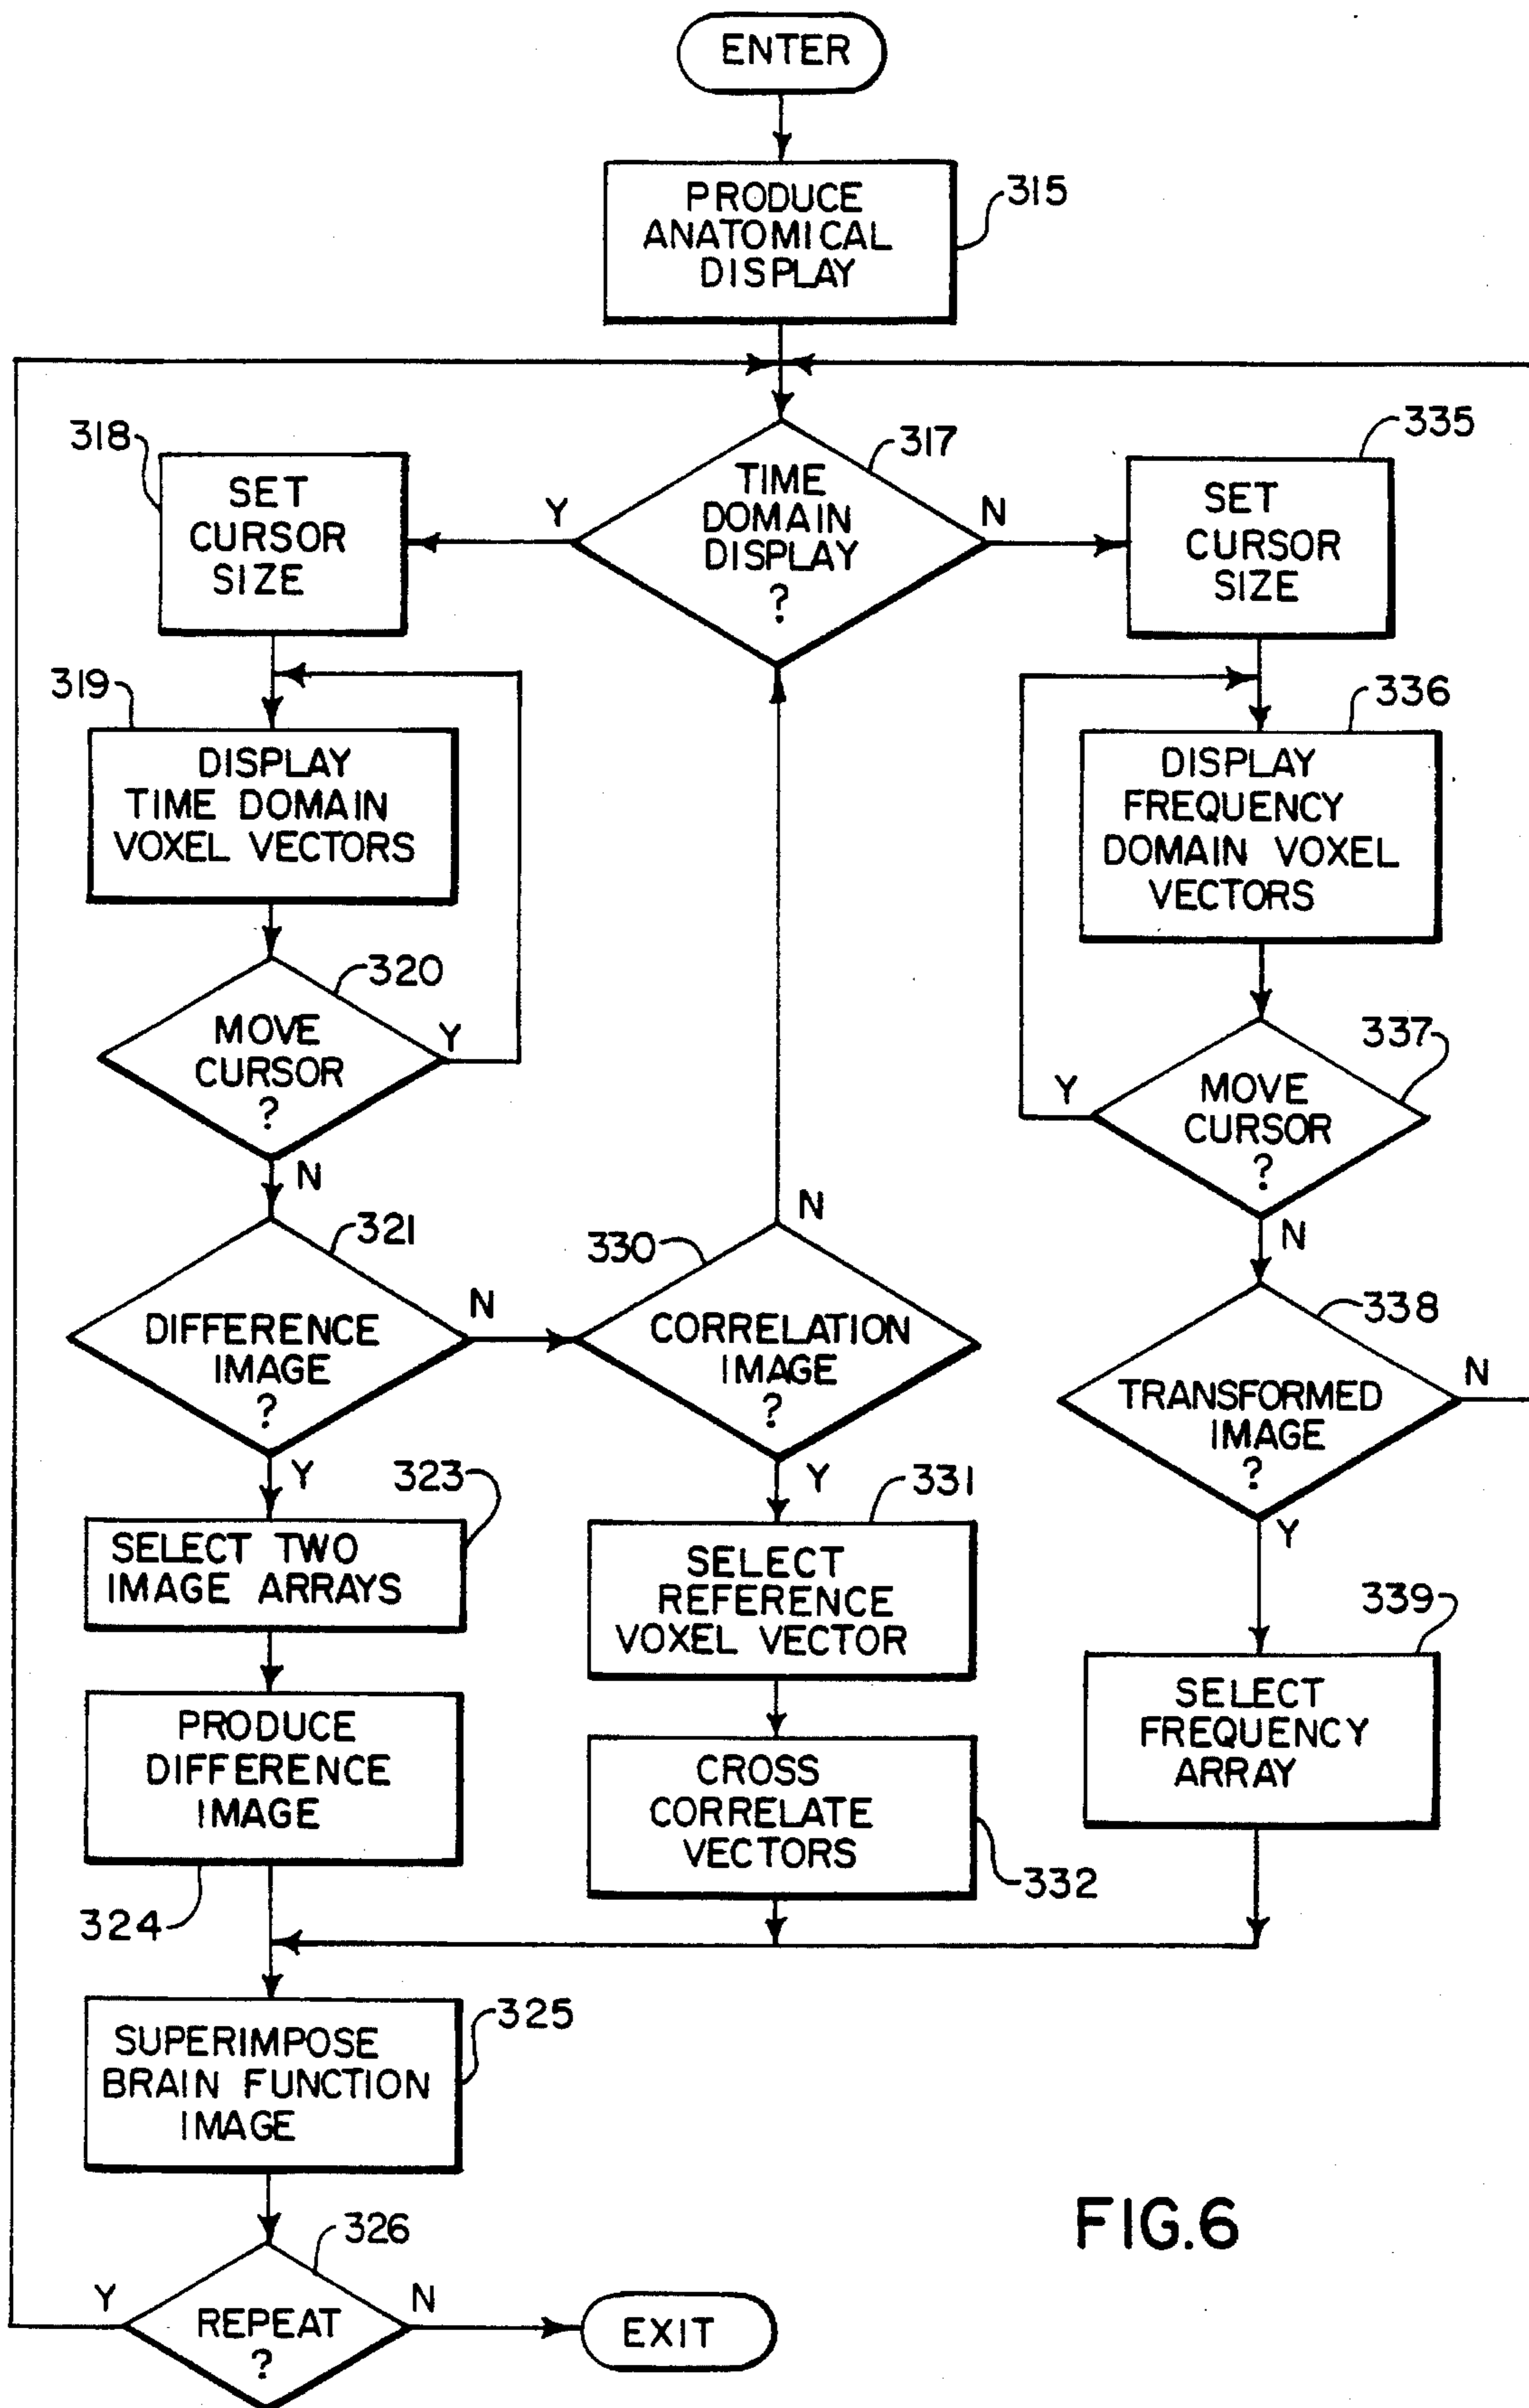 ENTER
PRODUCE
ANATOMICAL
DISPLAY
315
317
TIME
DOMAIN
DISPLAY
?
Y
N
318
SET
CURSOR
SIZE
319
DISPLAY
TIME DOMAIN
VOXEL VECTORS
320
MOVE
CURSOR
?
Y
N
321
DIFFERENCE
IMAGE
?
N
Y
323
SELECT TWO
IMAGE ARRAYS
PRODUCE
DIFFERENCE
IMAGE
324
330
CORRELATION
IMAGE
?
N
Y
331
SELECT
REFERENCE
VOXEL VECTOR
CROSS
CORRELATE
VECTORS
332
335
SET
CURSOR
SIZE
336
DISPLAY
FREQUENCY
DOMAIN VOXEL
VECTORS
337
MOVE
CURSOR
?
Y
N
338
TRANSFORMED
IMAGE
?
N
Y
339
SELECT
FREQUENCY
ARRAY
325
SUPERIMPOSE
BRAIN FUNCTION
IMAGE
326
REPEAT
?
Y
N
EXIT
FIG.6